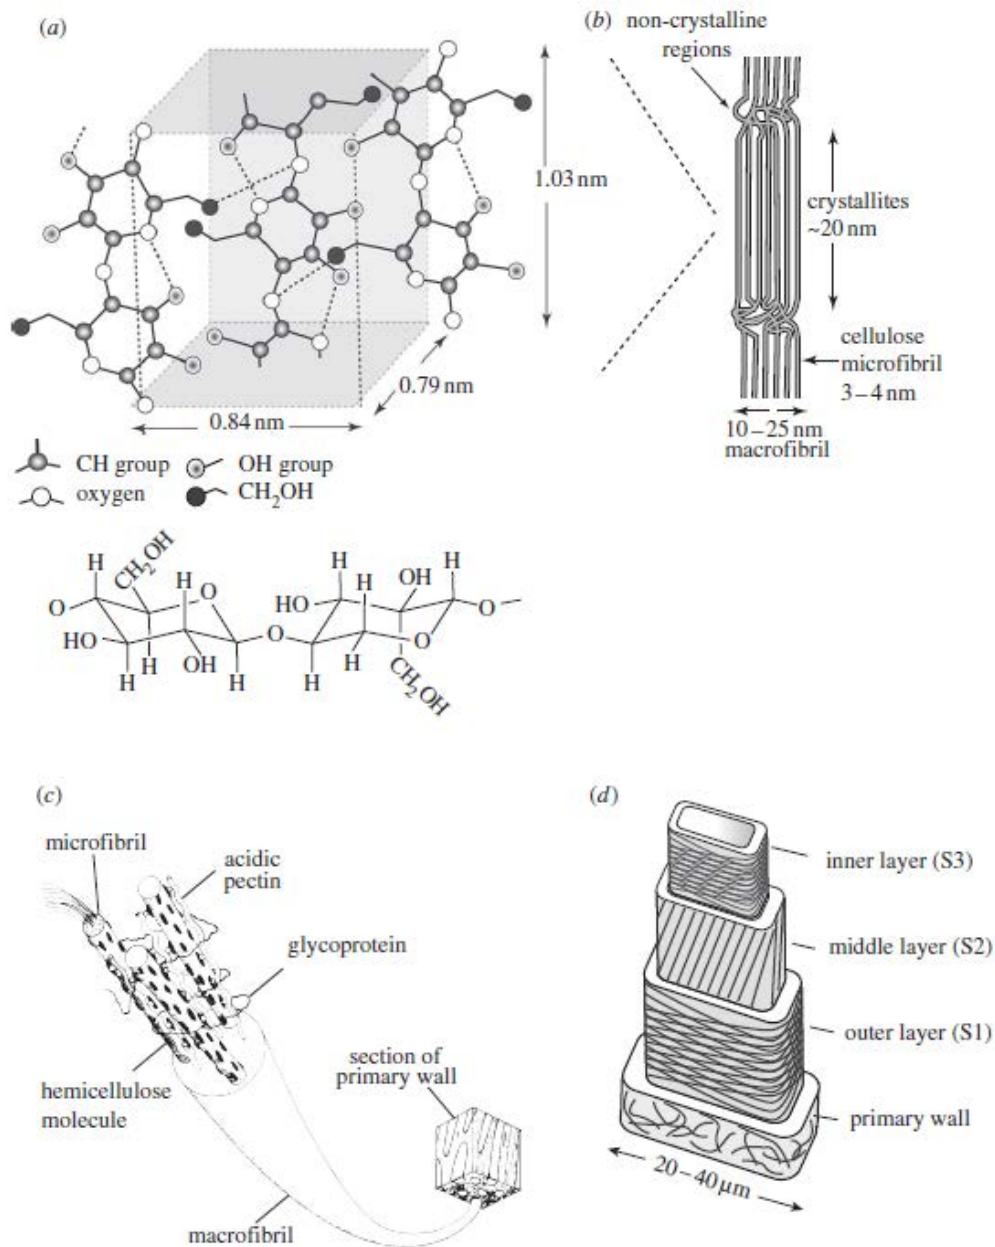 (a)
1.03 nm
0.79 nm
0.84 nm
CH group
OH group
oxygen
CH2OH
(b)
non-crystalline
regions
crystallites
~20 nm
cellulose
microfibril
3–4 nm
10–25 nm
macrofibril
H
CH2OH
H
O
O
HO
H
OH
H
H
O
H
HO
H
OH
H
O
O
H
H
CH2OH
(c)
microfibril
acidic
pectin
glycoprotein
hemicellulose
molecule
section of
primary wall
macrofibril
(d)
inner layer (S3)
middle layer (S2)
outer layer (S1)
primary wall
20–40 μm